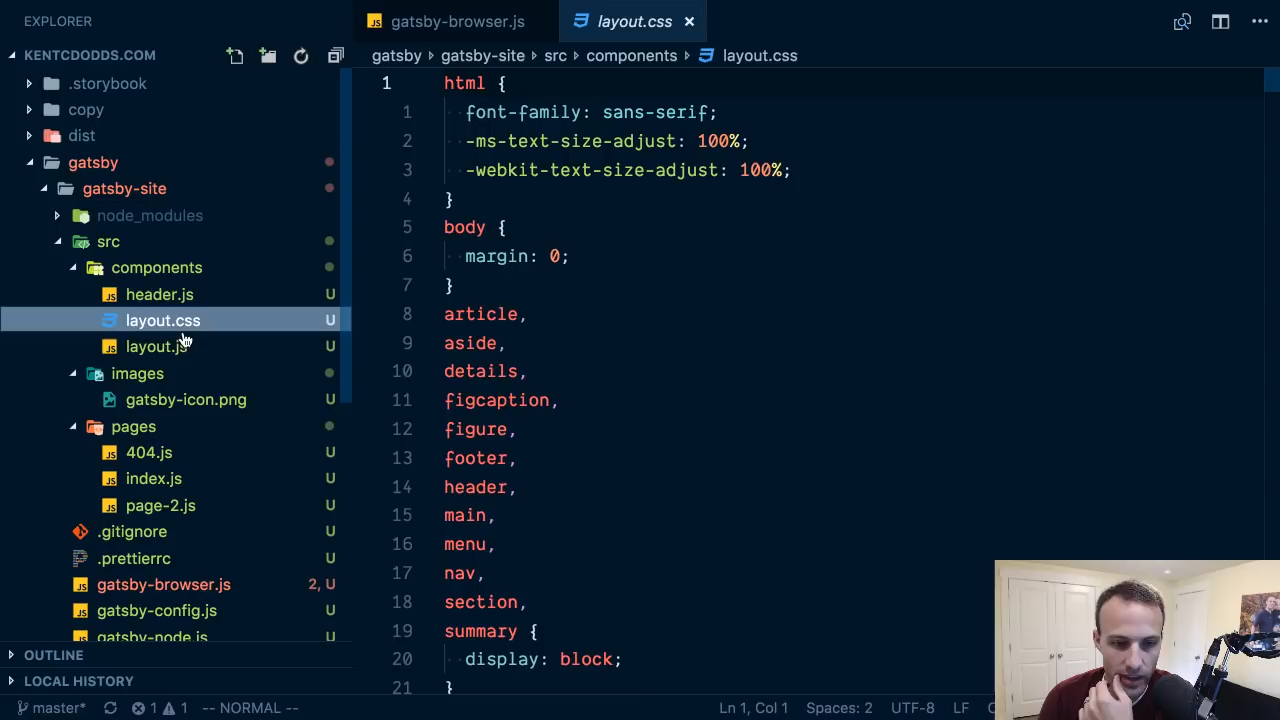 EXPLORER
KENTCDODDS.COM
.storybook
copy
dist
gatsby
gatsby-site
node_modules
src
components
header.js U
layout.css U
layout.js U
images
gatsby-icon.png U
pages
404.js U
index.js U
page-2.js U
.gitignore U
.prettierrc U
gatsby-browser.js 2, U
gatsby-config.js U
gatsby-node.js U
OUTLINE
LOCAL HISTORY
gatsby-browser.js layout.css
gatsby gatsby-site src components layout.css
1 html {
1 font-family: sans-serif;
2 -ms-text-size-adjust: 100%;
3 -webkit-text-size-adjust: 100%;
4 }
5 body {
6 margin: 0;
7 }
8 article,
9 aside,
10 details,
11 figcaption,
12 figure,
13 footer,
14 header,
15 main,
16 menu,
17 nav,
18 section,
19 summary {
20 display: block;
21 }
master* 1 1 -- NORMAL -- Ln 1, Col 1 Spaces: 2 UTF-8 LF